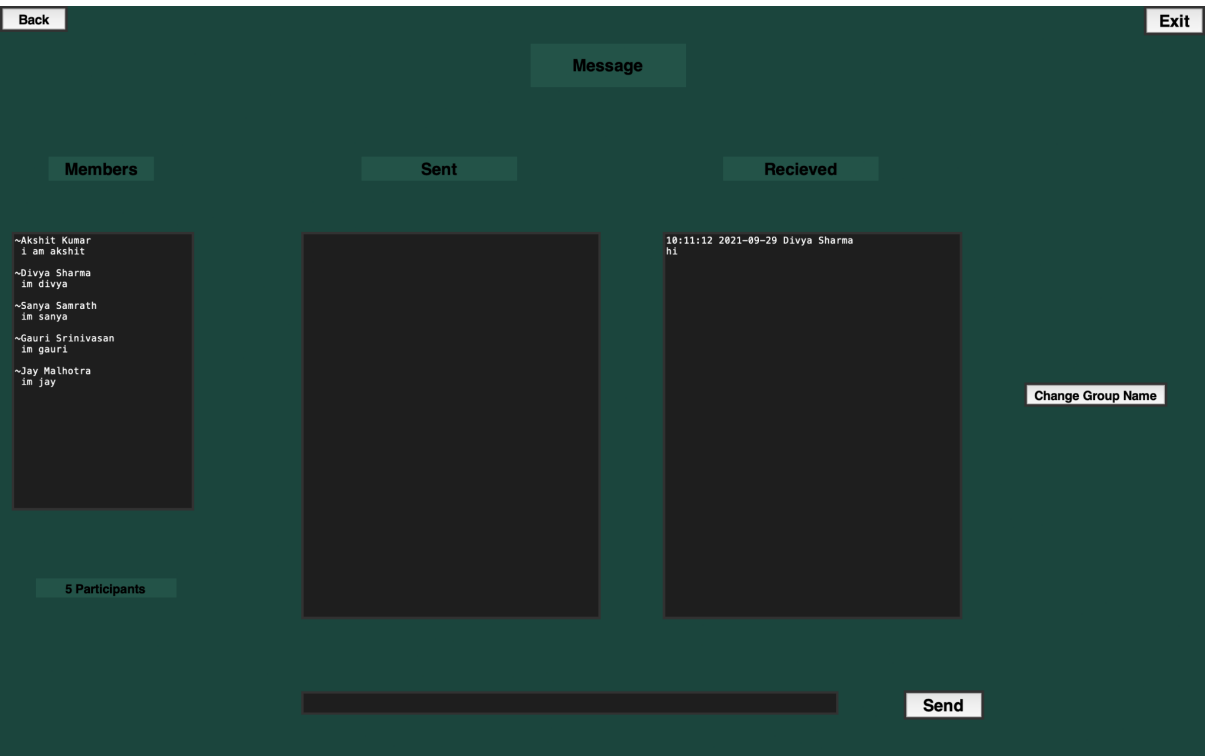 Back
Exit
Message
Members
Sent
Recieved
~Akshit Kumar
i am akshit
~Divya Sharma
im divya
~Sanya Samrath
im sanya
~Gauri Srinivasan
im gauri
~Jay Malhotra
im jay
10:11:12 2021-09-29 Divya Sharma
hi
Change Group Name
5 Participants
Send